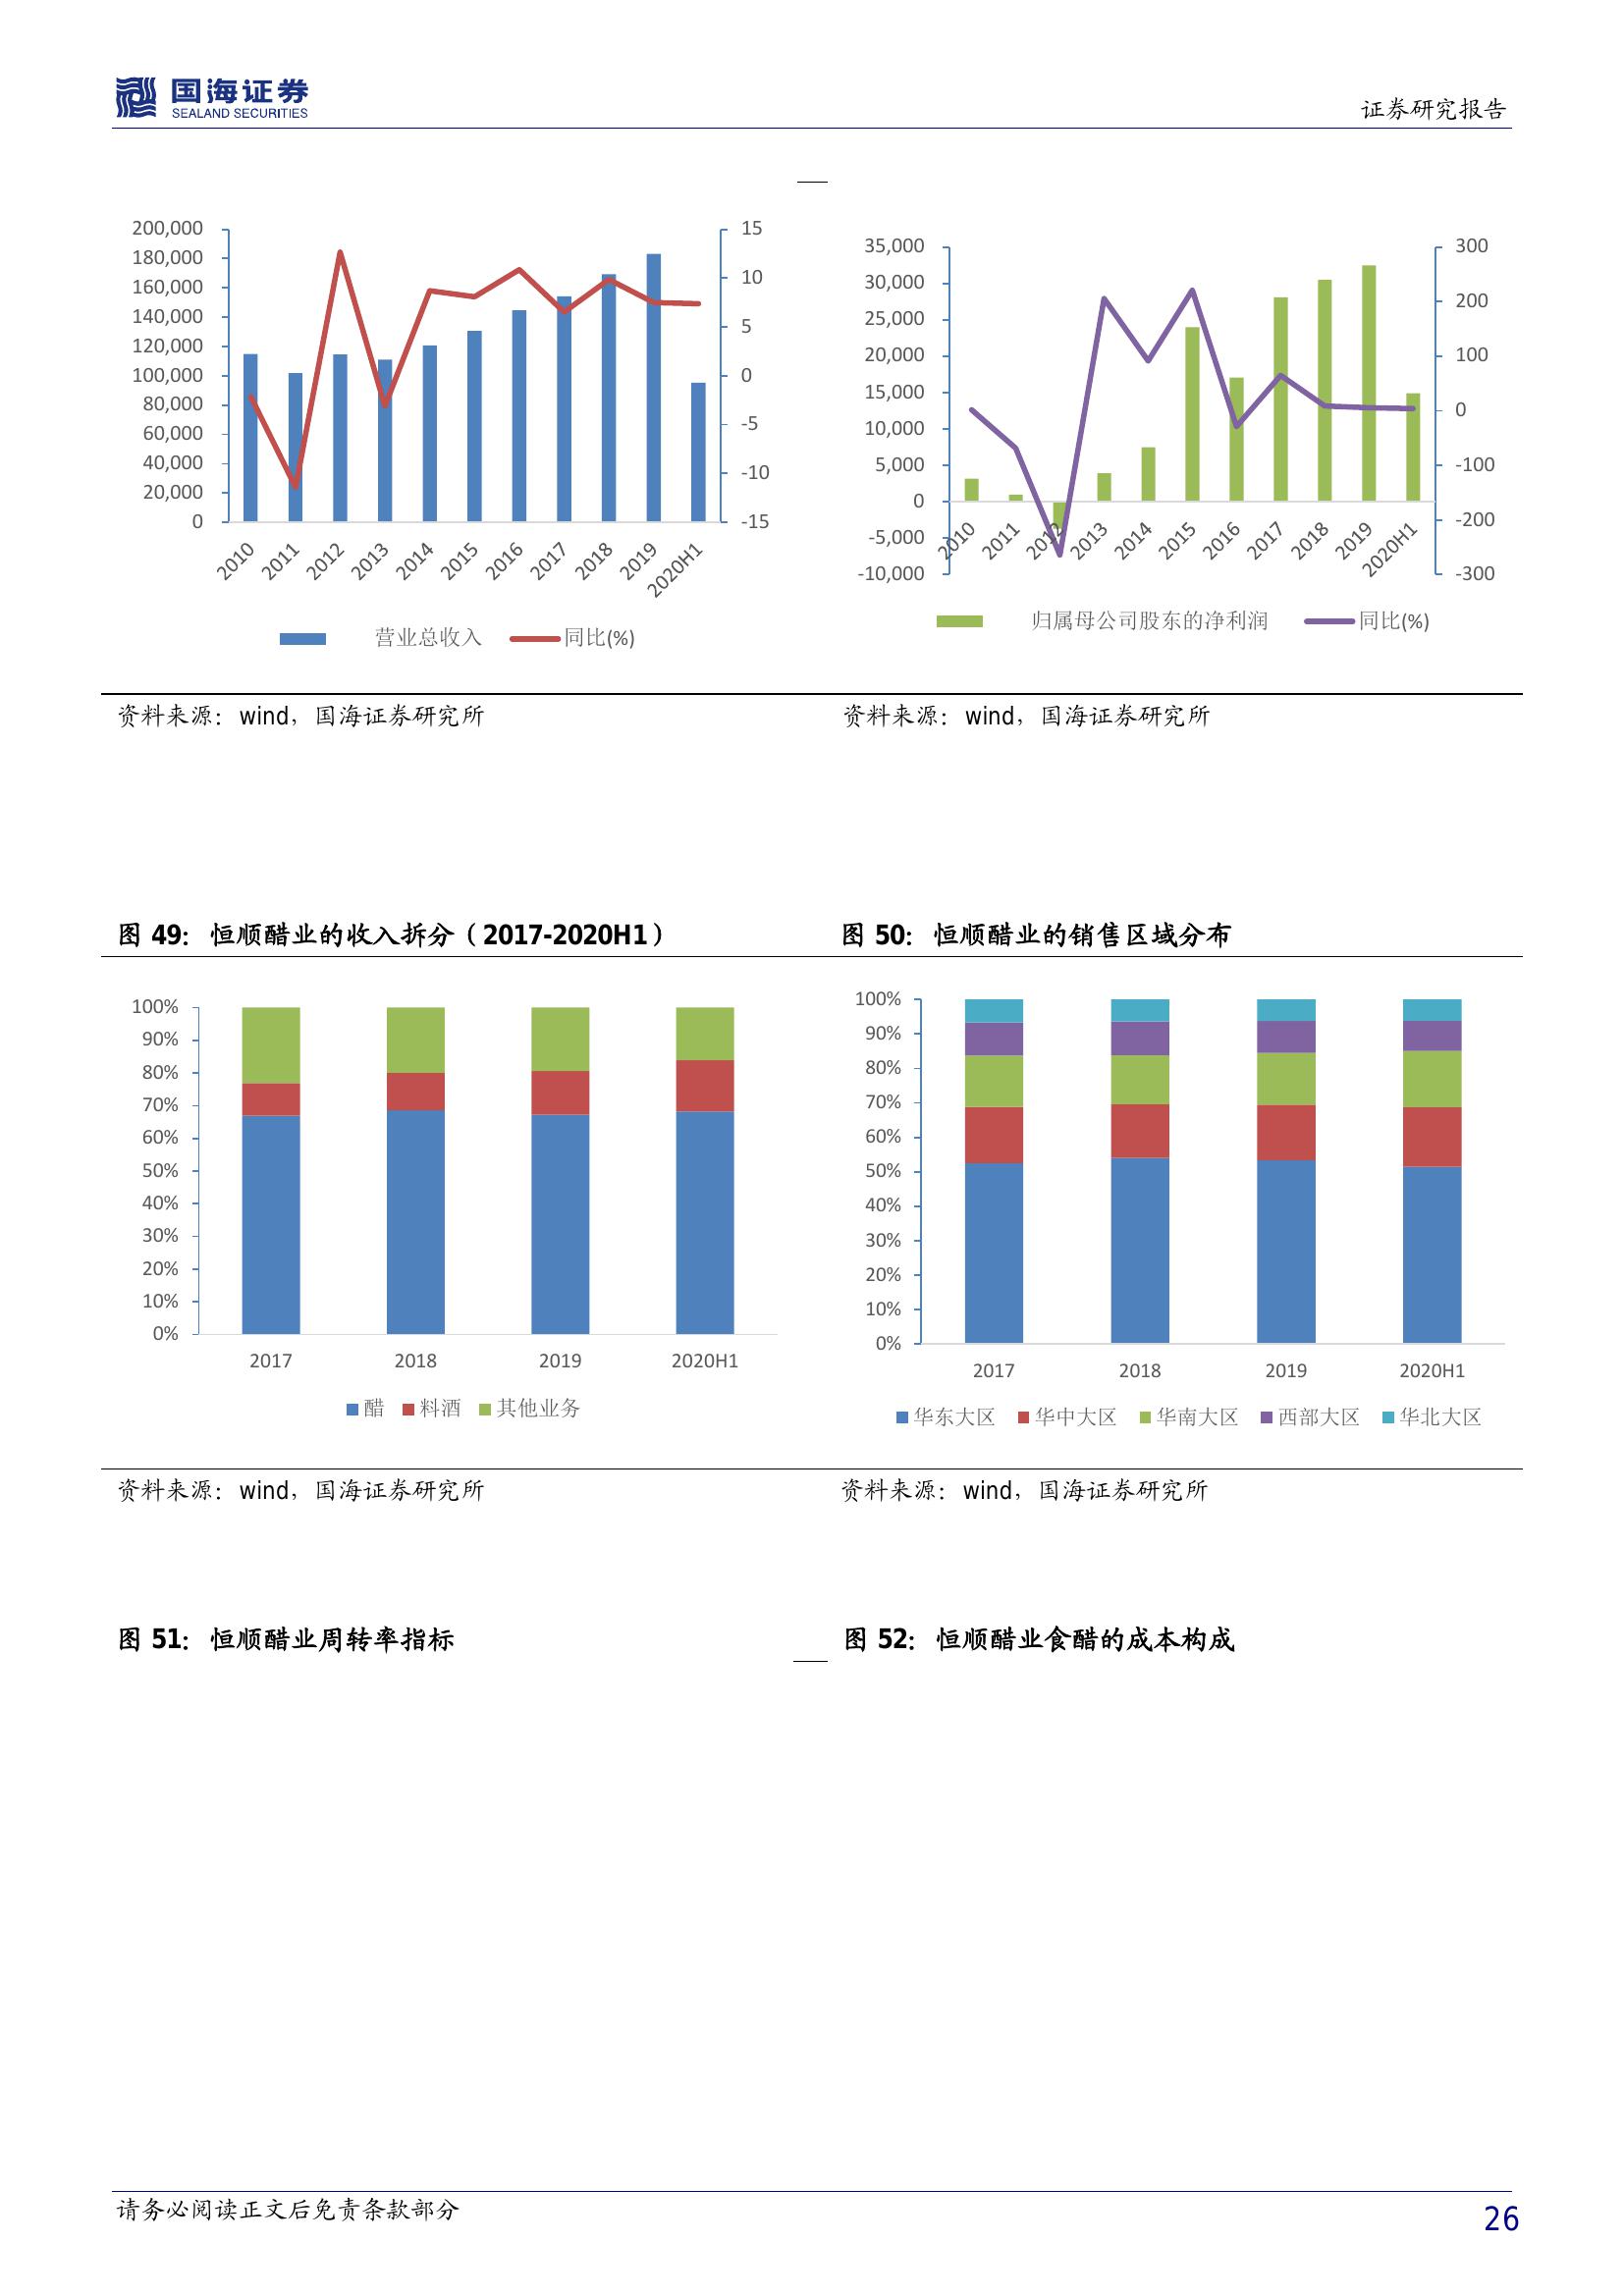 国海证券
SEALAND SECURITIES
证券研究报告
200,000
180,000
160,000
140,000
120,000
100,000
80,000
60,000
40,000
20,000
0
15
10
5
0
-5
-10
-15
2010 2011 2012 2013 2014 2015 2016 2017 2018 2019 2020H1
营业总收入 同比(%)
35,000
30,000
25,000
20,000
15,000
10,000
5,000
0
-5,000
-10,000
300
200
100
0
-100
-200
-300
2010 2011 2012 2013 2014 2015 2016 2017 2018 2019 2020H1
归属母公司股东的净利润 同比(%)
资料来源：wind，国海证券研究所
资料来源：wind，国海证券研究所
图 49：恒顺醋业的收入拆分（2017-2020H1）
图 50：恒顺醋业的销售区域分布
100%
90%
80%
70%
60%
50%
40%
30%
20%
10%
0%
2017 2018 2019 2020H1
醋 料酒 其他业务
100%
90%
80%
70%
60%
50%
40%
30%
20%
10%
0%
2017 2018 2019 2020H1
华东大区 华中大区 华南大区 西部大区 华北大区
资料来源：wind，国海证券研究所
资料来源：wind，国海证券研究所
图 51：恒顺醋业周转率指标
图 52：恒顺醋业食醋的成本构成
请务必阅读正文后免责条款部分
26